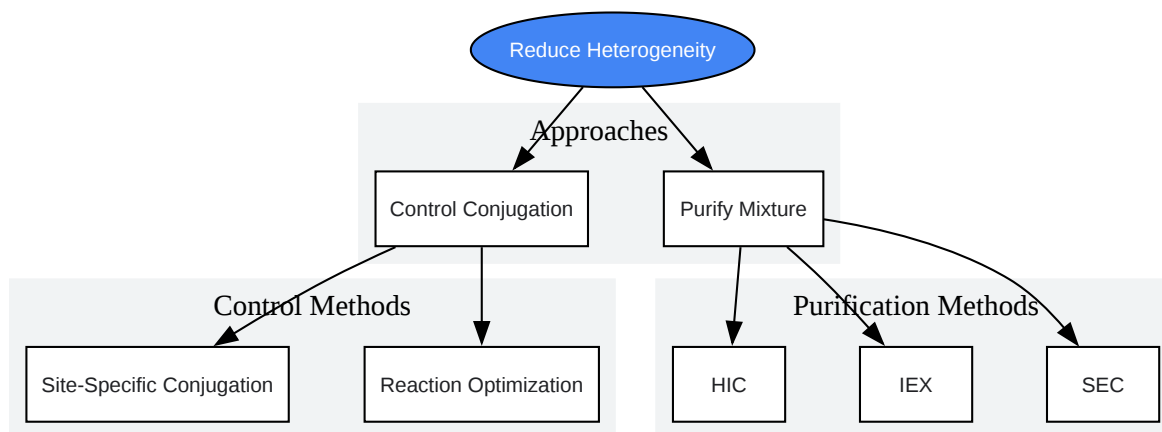 Reduce Heterogeneity
Approaches
Control Conjugation
Purify Mixture
Control Methods
Purification Methods
Site-Specific Conjugation
Reaction Optimization
HIC
IEX
SEC